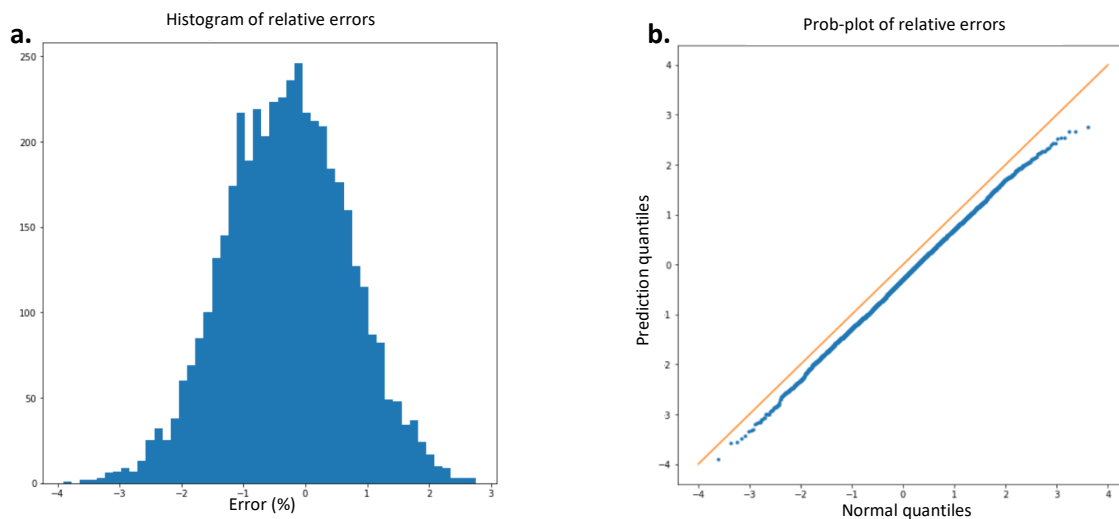 Histogram of relative errors
a.
250
200
150
100
50
0
−4 −3 −2 −1 0 1 2 3
Error (%)
Prob-plot of relative errors
b.
4
3
2
1
0
1
2
3
−4
Prediction quantiles
−4 −3 −2 −1 0 1 2 3 4
Normal quantiles